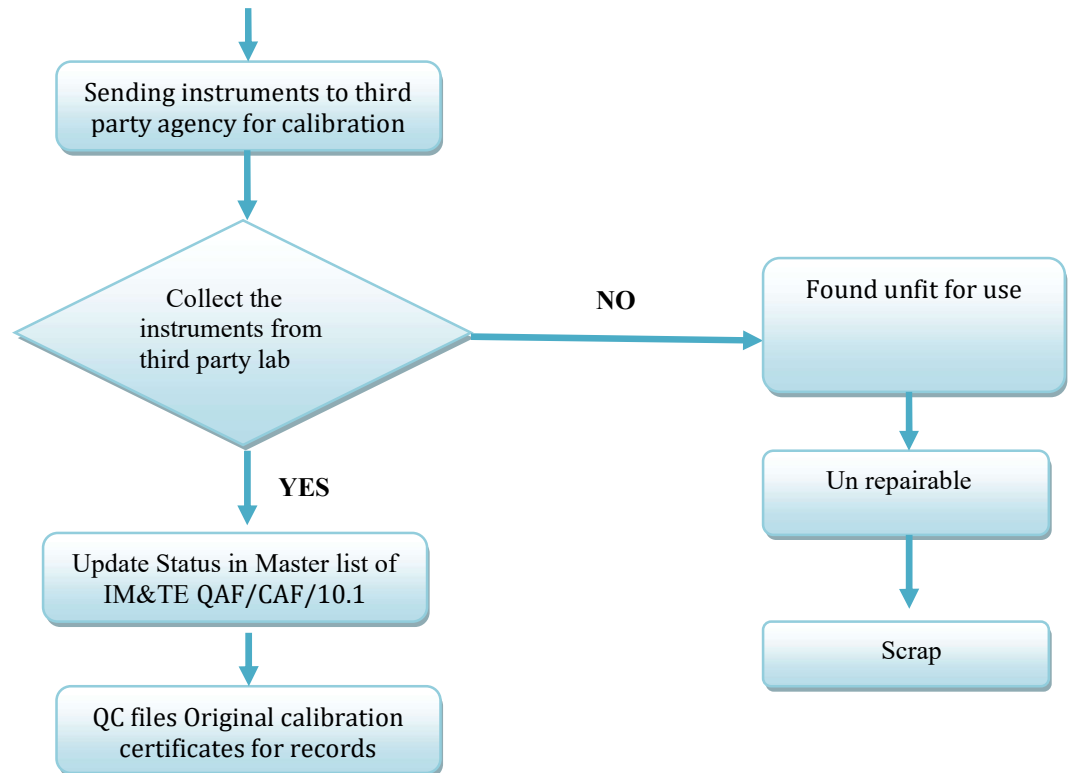 Sending instruments to third
party agency for calibration
Collect the
instruments from
third party lab
NO
Found unfit for use
Un repairable
Scrap
YES
Update Status in Master list of
IM&TE QAF/CAF/10.1
QC files Original calibration
certificates for records